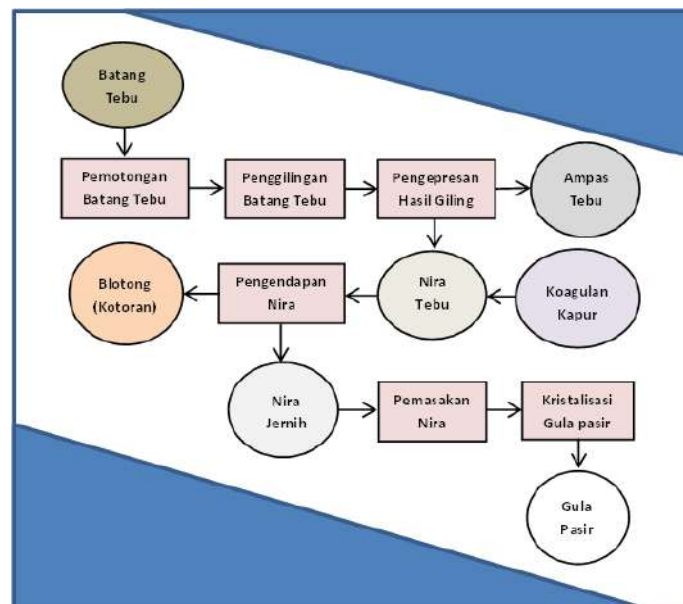 Batang
Tebu
Pemotongan
Batang Tebu
Penggilingan
Batang Tebu
Pengepresan
Hasil Giling
Ampas
Tebu
Blotong
(Kotoran)
Pengendapan
Nira
Nira
Tebu
Koagulan
Kapur
Nira
Jernih
Pemasakan
Nira
Kristalisasi
Gula pasir
Gula
Pasir